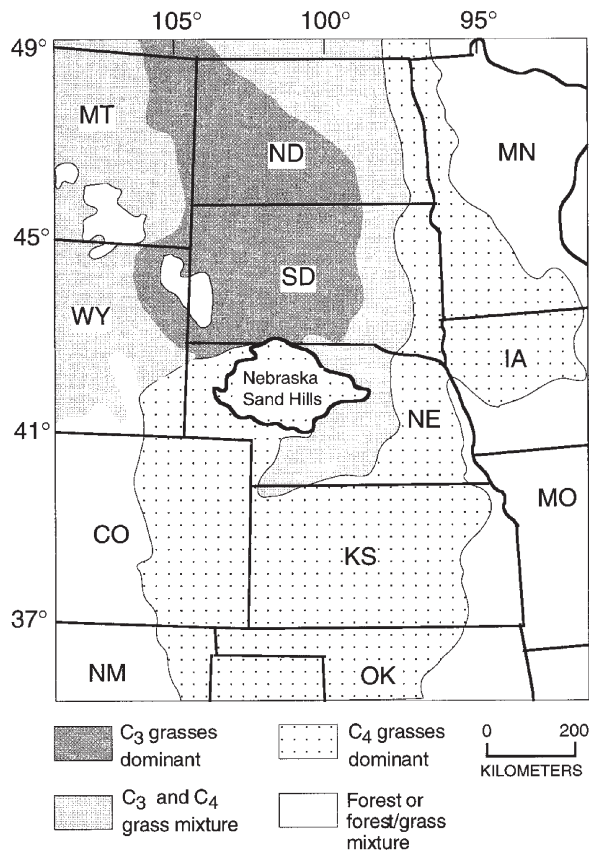 105° 100° 95°
49°
MT
ND
MN
45°
SD
WY
IA
Nebraska
Sand Hills
NE
41°
MO
CO
KS
37°
NM
OK
C3 grasses
dominant
C4 grasses
dominant
0 200
KILOMETERS
C3 and C4
grass mixture
Forest or
forest/grass
mixture